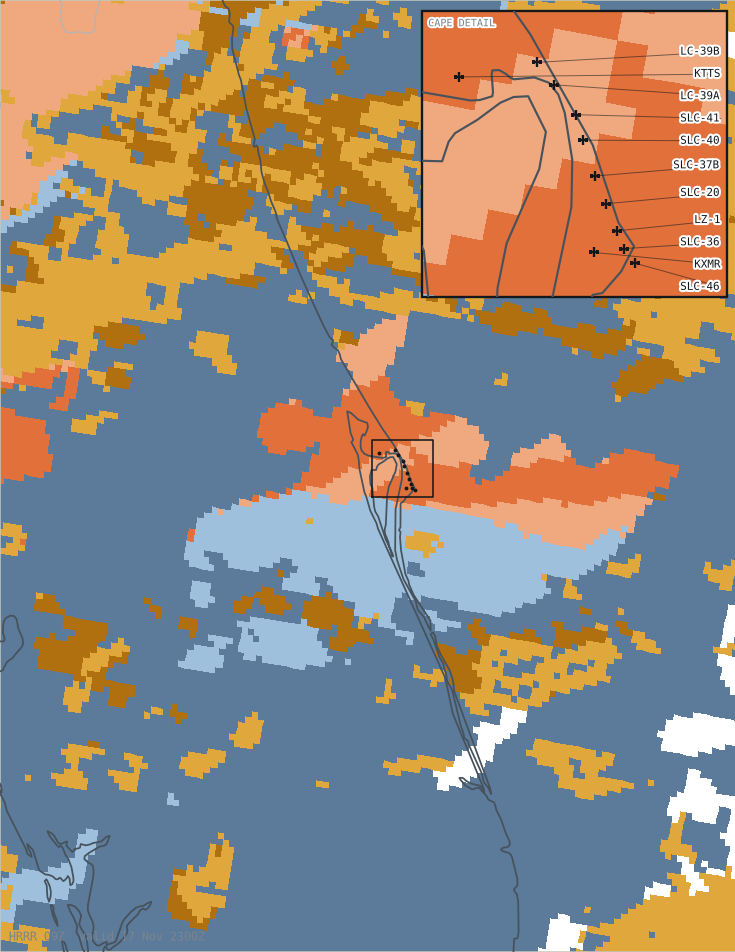 CAPE DETAIL
LC-39B
KTTS
LC-39A
SLC-41
SLC-40
SLC-37B
SLC-20
LZ-1
SLC-36
KXMR
SLC-46